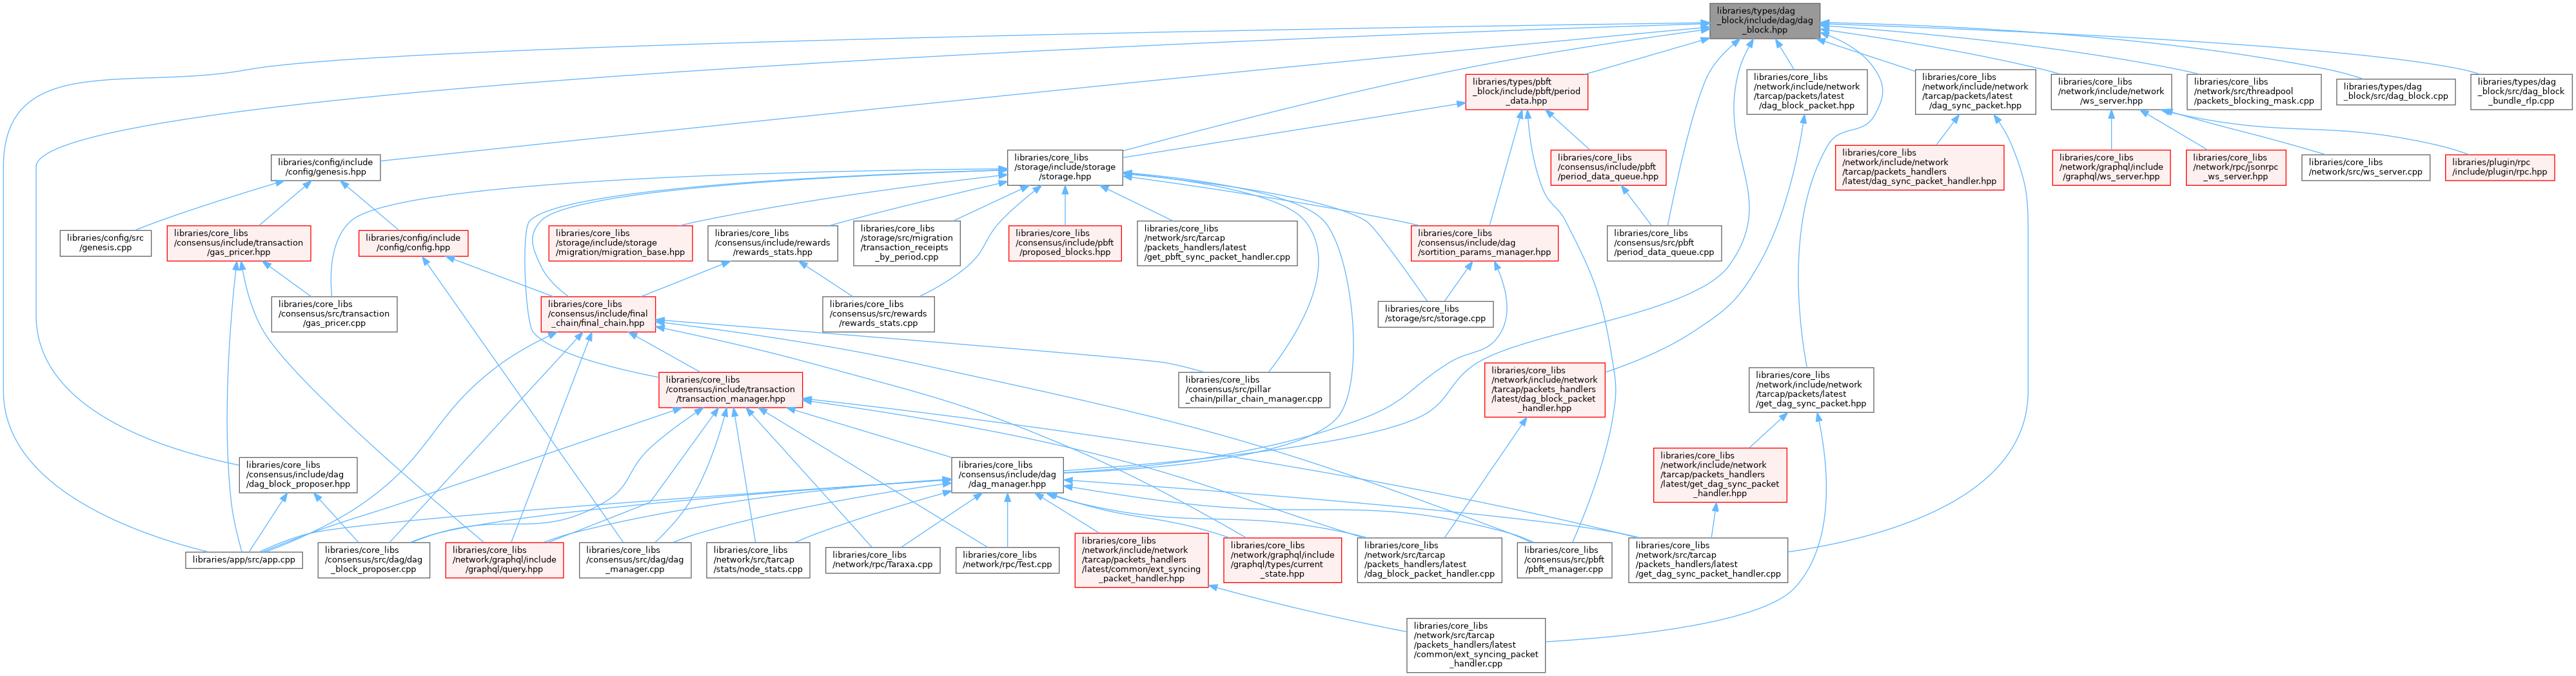 libraries/types/dag
_block/include/dag/dag
_block.hpp
libraries/types/pbft
_block/include/pbft/period
_data.hpp
libraries/core_libs
/network/include/network
/tarcap/packets/latest
/dag_block_packet.hpp
libraries/core_libs
/network/include/network
/tarcap/packets/latest
/dag_sync_packet.hpp
libraries/core_libs
/network/include/network
/ws_server.hpp
libraries/core_libs
/network/src/threadpool
/packets_blocking_mask.cpp
libraries/types/dag
_block/src/dag_block.cpp
libraries/types/dag
_block/src/dag_block
_bundle_rlp.cpp
libraries/config/include
/config/genesis.hpp
libraries/core_libs
/storage/include/storage
/storage.hpp
libraries/core_libs
/consensus/include/pbft
/period_data_queue.hpp
libraries/core_libs
/network/include/network
/tarcap/packets_handlers
/latest/dag_sync_packet_handler.hpp
libraries/core_libs
/network/graphql/include
/graphql/ws_server.hpp
libraries/core_libs
/network/rpc/jsonrpc
_ws_server.hpp
libraries/core_libs
/network/src/ws_server.cpp
libraries/plugin/rpc
/include/plugin/rpc.hpp
libraries/config/src
/genesis.cpp
libraries/core_libs
/consensus/include/transaction
/gas_pricer.hpp
libraries/config/include
/config/config.hpp
libraries/core_libs
/storage/include/storage
/migration/migration_base.hpp
libraries/core_libs
/consensus/include/rewards
/rewards_stats.hpp
libraries/core_libs
/storage/src/migration
/transaction_receipts
_by_period.cpp
libraries/core_libs
/consensus/include/pbft
/proposed_blocks.hpp
libraries/core_libs
/network/src/tarcap
/packets_handlers/latest
/get_pbft_sync_packet_handler.cpp
libraries/core_libs
/consensus/include/dag
/sortition_params_manager.hpp
libraries/core_libs
/consensus/src/pbft
/period_data_queue.cpp
libraries/core_libs
/consensus/src/transaction
/gas_pricer.cpp
libraries/core_libs
/consensus/include/final
_chain/final_chain.hpp
libraries/core_libs
/consensus/src/rewards
/rewards_stats.cpp
libraries/core_libs
/storage/src/storage.cpp
libraries/core_libs
/consensus/include/transaction
/transaction_manager.hpp
libraries/core_libs
/consensus/src/pillar
_chain/pillar_chain_manager.cpp
libraries/core_libs
/network/include/network
/tarcap/packets_handlers
/latest/dag_block_packet
_handler.hpp
libraries/core_libs
/network/include/network
/tarcap/packets/latest
/get_dag_sync_packet.hpp
libraries/core_libs
/consensus/include/dag
/dag_block_proposer.hpp
libraries/core_libs
/consensus/include/dag
/dag_manager.hpp
libraries/core_libs
/network/include/network
/tarcap/packets_handlers
/latest/get_dag_sync_packet
_handler.hpp
libraries/app/src/app.cpp
libraries/core_libs
/consensus/src/dag/dag
_block_proposer.cpp
libraries/core_libs
/network/graphql/include
/graphql/query.hpp
libraries/core_libs
/consensus/src/dag/dag
_manager.cpp
libraries/core_libs
/network/src/tarcap
/stats/node_stats.cpp
libraries/core_libs
/network/rpc/Taraxa.cpp
libraries/core_libs
/network/rpc/Test.cpp
libraries/core_libs
/network/include/network
/tarcap/packets_handlers
/latest/common/ext_syncing
_packet_handler.hpp
libraries/core_libs
/network/graphql/include
/graphql/types/current
_state.hpp
libraries/core_libs
/network/src/tarcap
/packets_handlers/latest
/dag_block_packet_handler.cpp
libraries/core_libs
/consensus/src/pbft
/pbft_manager.cpp
libraries/core_libs
/network/src/tarcap
/packets_handlers/latest
/get_dag_sync_packet_handler.cpp
libraries/core_libs
/network/src/tarcap
/packets_handlers/latest
/common/ext_syncing_packet
_handler.cpp